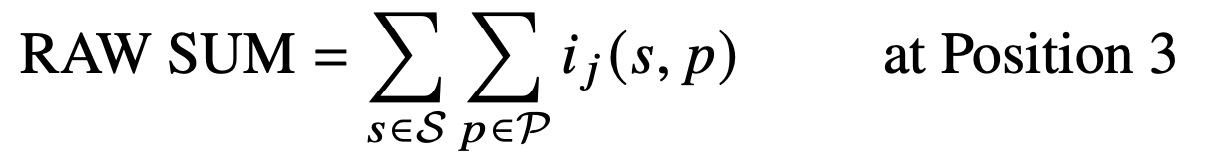 RAW SUM = ∑_{s∈𝒮} ∑_{p∈𝒫} i_j(s, p) at Position 3